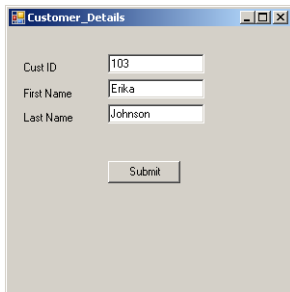 Customer_Details
Cust ID 103
First Name Erika
Last Name Johnson
Submit